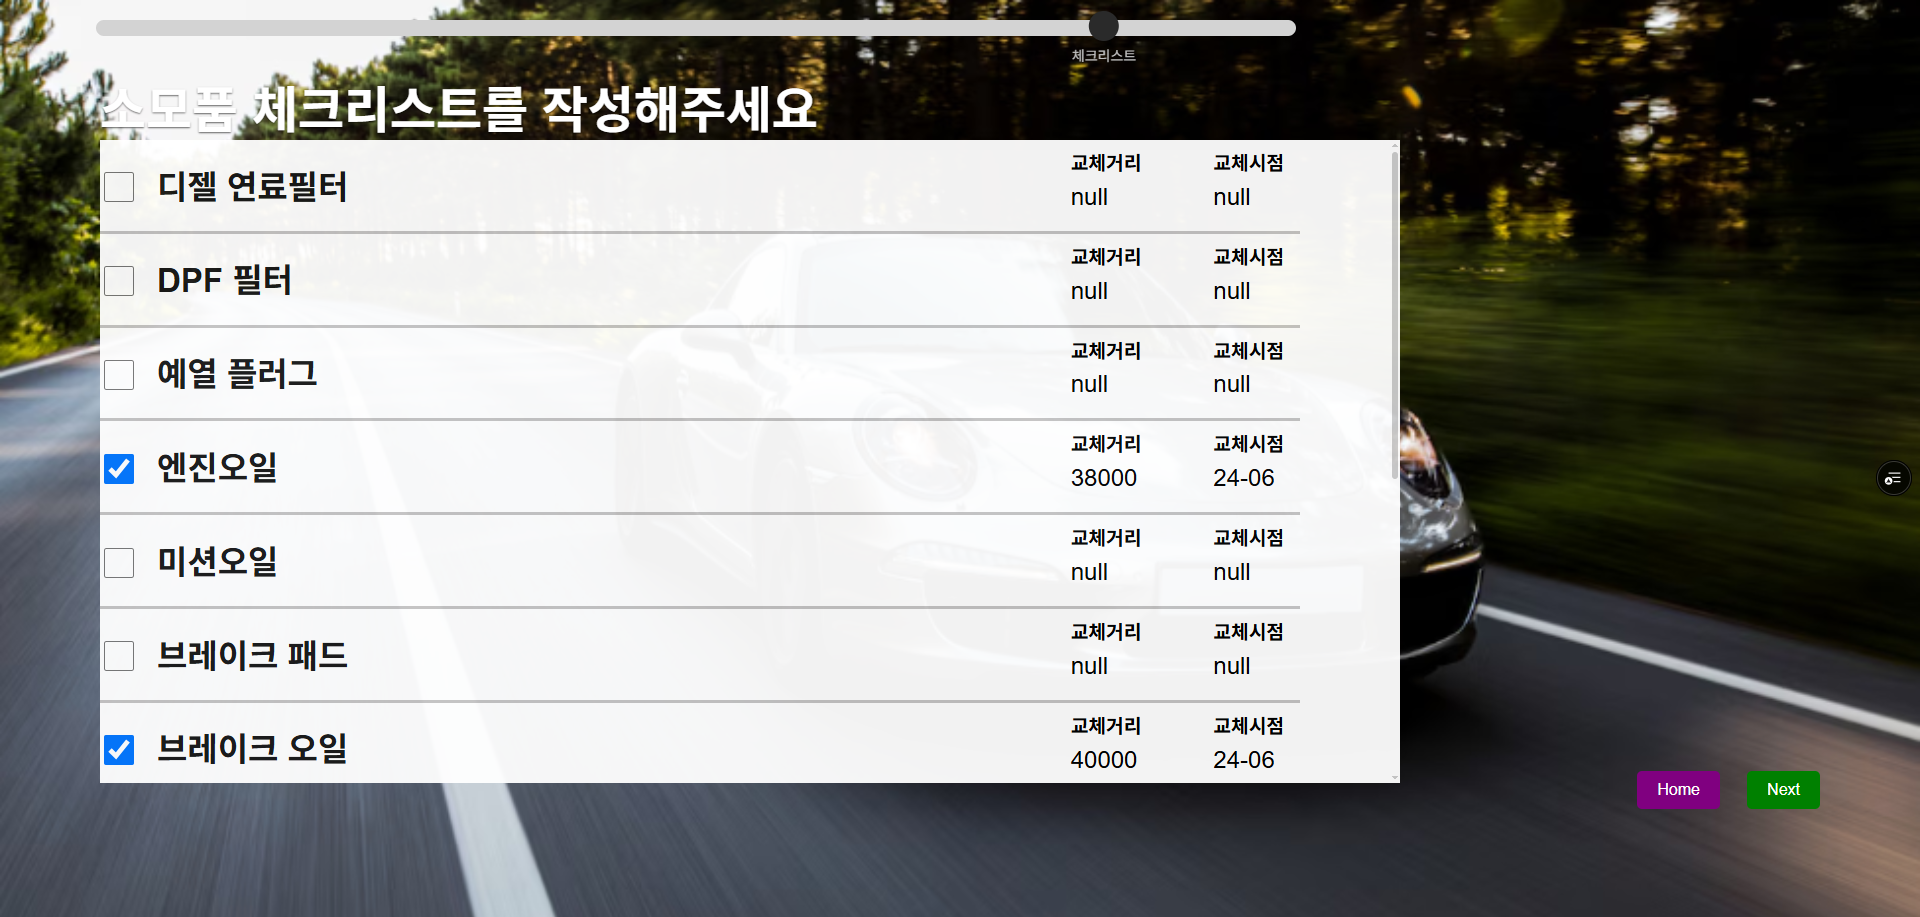 체크리스트
소모품 체크리스트를 작성해주세요
디젤 연료필터
교체거리 교체시점
null null
DPF 필터
교체거리 교체시점
null null
예열 플러그
교체거리 교체시점
null null
엔진오일
교체거리 교체시점
38000 24-06
미션오일
교체거리 교체시점
null null
브레이크 패드
교체거리 교체시점
null null
브레이크 오일
교체거리 교체시점
40000 24-06
Home Next